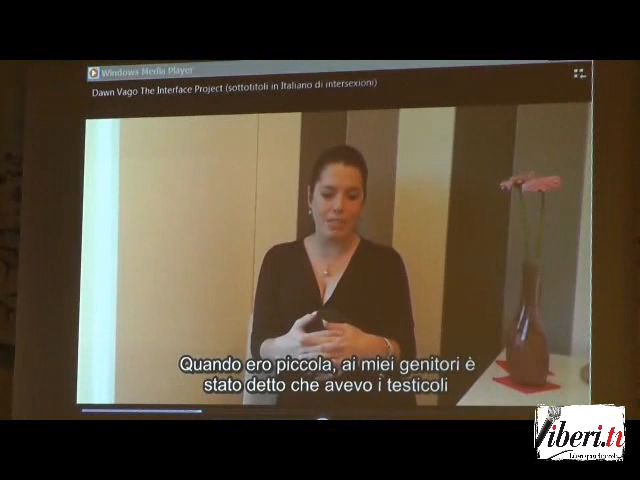 Windows Media Player
Dawn Vago The Interface Project (sottotitoli in Italiano di intersexioni)
Quando ero piccola, ai miei genitori è
stato detto che avevo i testicoli
liberi.tv